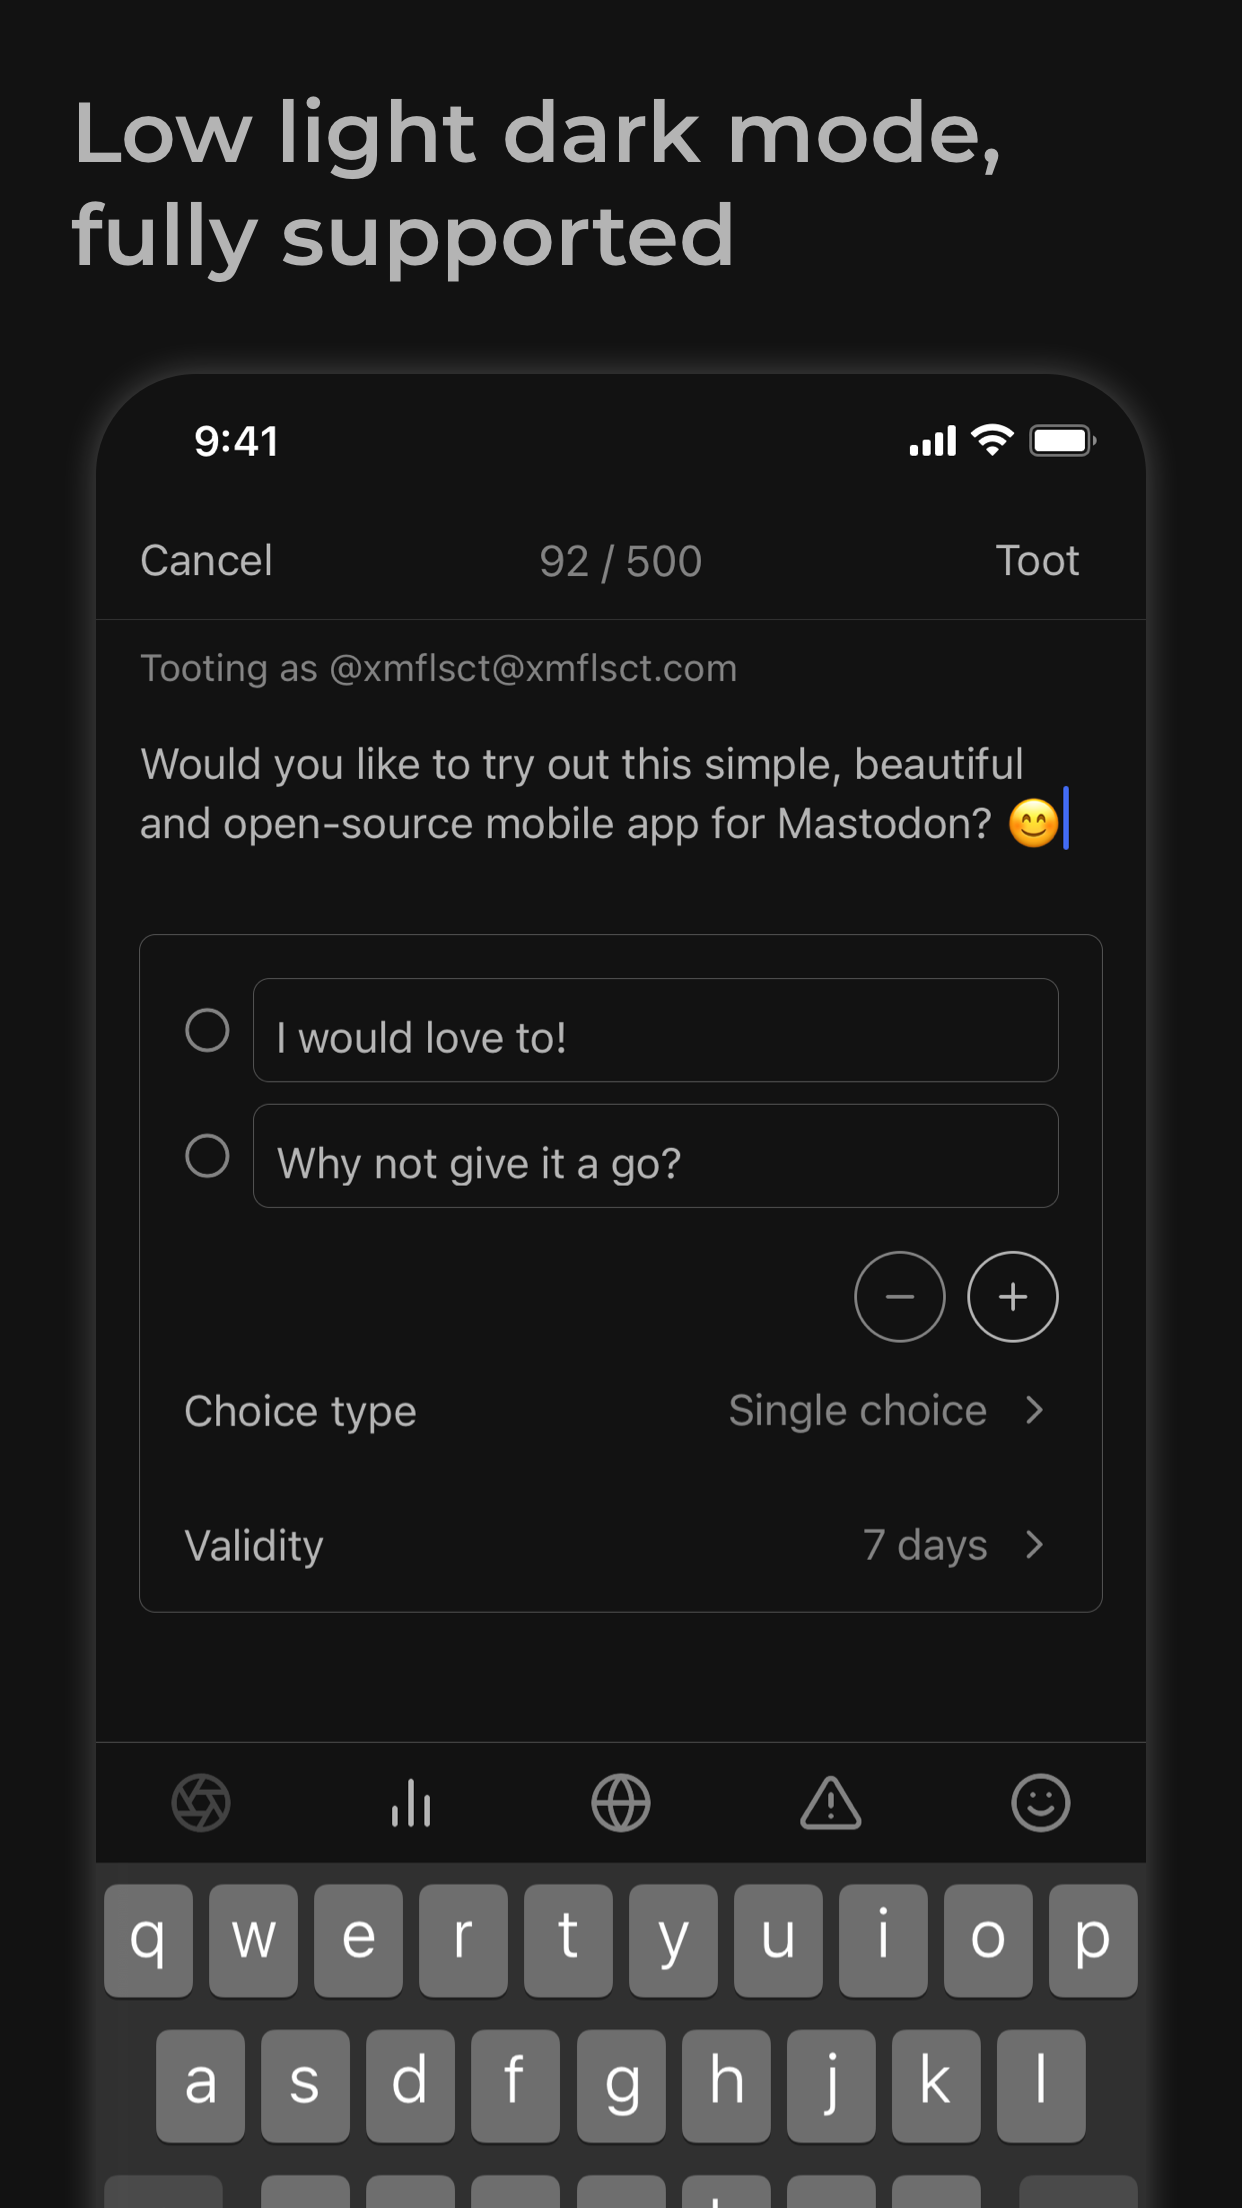 Low light dark mode,
fully supported
9:41
Cancel 92 / 500 Toot
Tooting as @xmflsct@xmflsct.com
Would you like to try out this simple, beautiful
and open-source mobile app for Mastodon? 😊
I would love to!
Why not give it a go?
Choice type Single choice
Validity 7 days
q w e r t y u i o p
a s d f g h j k l